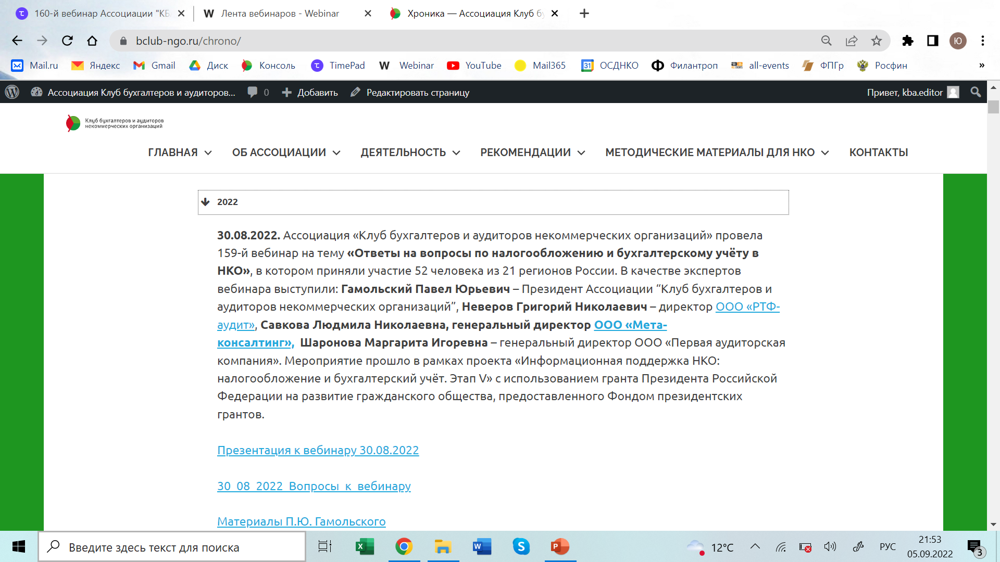 160-й вебинар Ассоциации "КБ
Лента вебинаров - Webinar
Хроника — Ассоциация Клуб б
bclub-ngo.ru/chrono/
Ю
Mail.ru
Яндекс
Gmail
Диск
Консоль
TimePad
Webinar
YouTube
Mail365
31
ОСДНКО
Филантроп
all-events
ФПГр
Росфин
»
Ассоциация Клуб бухгалтеров и аудиторов...
0
Добавить
Редактировать страницу
Привет, kba.editor
Клуб бухгалтеров и аудиторов
некоммерческих организаций
ГЛАВНАЯ
ОБ АССОЦИАЦИИ
ДЕЯТЕЛЬНОСТЬ
РЕКОМЕНДАЦИИ
МЕТОДИЧЕСКИЕ МАТЕРИАЛЫ ДЛЯ НКО
КОНТАКТЫ
2022
30.08.2022. Ассоциация «Клуб бухгалтеров и аудиторов некоммерческих организаций» провела
159-й вебинар на тему «Ответы на вопросы по налогообложению и бухгалтерскому учёту в
НКО», в котором приняли участие 52 человека из 21 регионов России. В качестве экспертов
вебинара выступили: Гамольский Павел Юрьевич – Президент Ассоциации “Клуб бухгалтеров и
аудиторов некоммерческих организаций”, Неверов Григорий Николаевич – директор ООО «РТФ-
аудит», Савкова Людмила Николаевна, генеральный директор ООО «Мета-
консалтинг», Шаронова Маргарита Игоревна – генеральный директор ООО «Первая аудиторская
компания». Мероприятие прошло в рамках проекта «Информационная поддержка НКО:
налогообложение и бухгалтерский учёт. Этап V» с использованием гранта Президента Российской
Федерации на развитие гражданского общества, предоставленного Фондом президентских
грантов.
Презентация к вебинару 30.08.2022
30_08_2022_Вопросы_к_вебинару
Материалы П.Ю. Гамольского
Введите здесь текст для поиска
12°C
РУС
21:53
05.09.2022
3